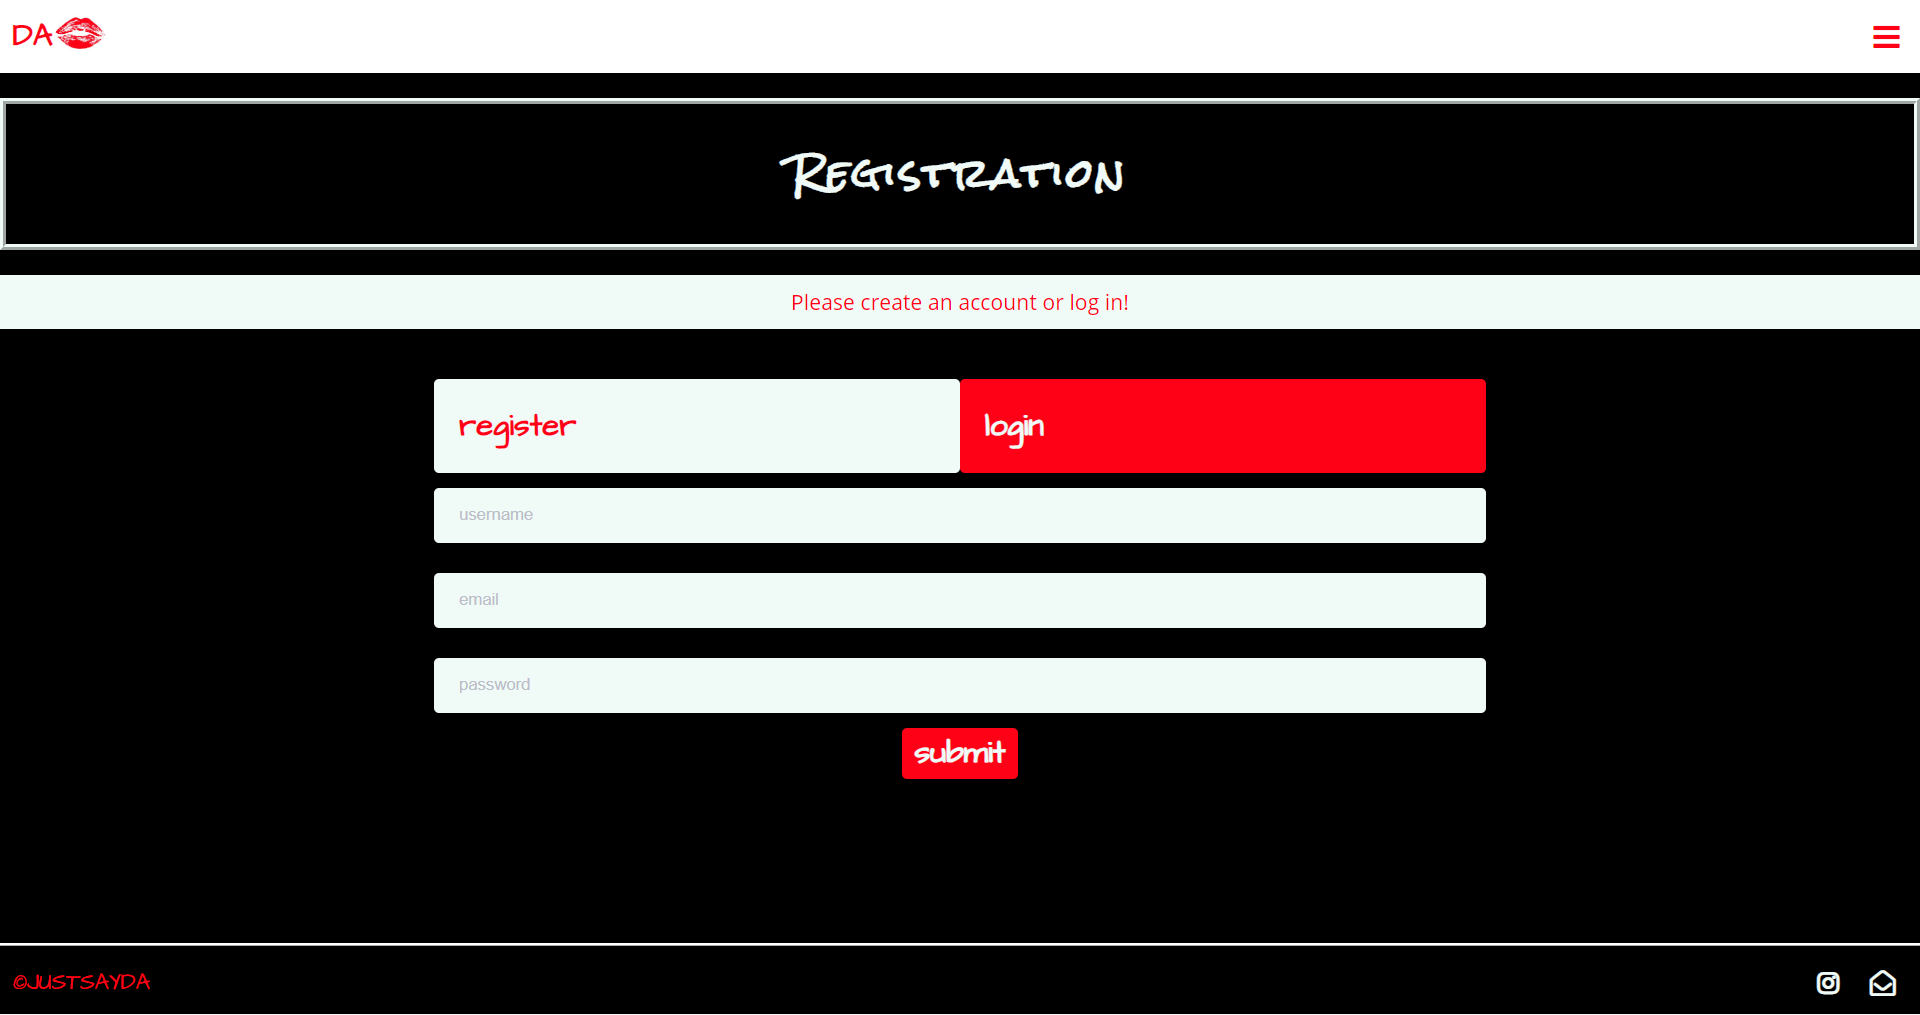 DA
Registration
Please create an account or log in!
register
login
username
email
password
submit
©JUSTSAYDA